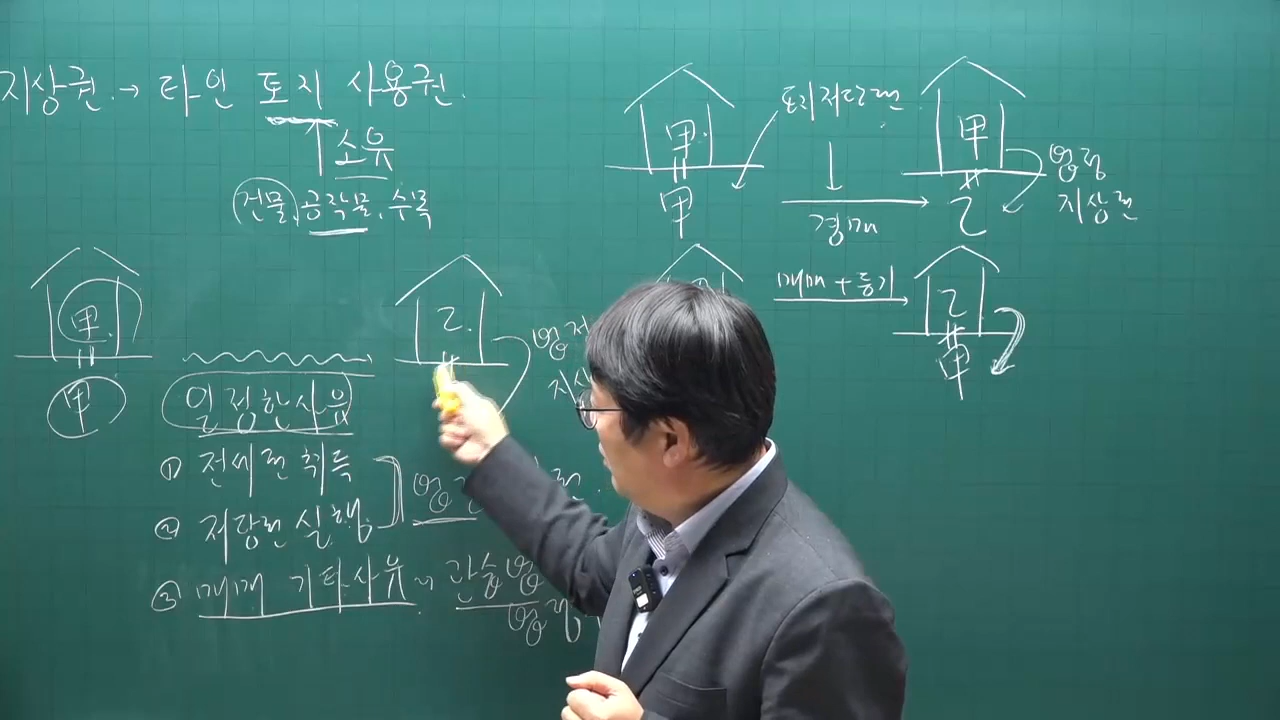 지상권 → 타인 토지 사용권.
↑소유
건물, 공작물, 수목
甲
甲
일정한사유
① 전세권 취득
② 저당권 실행
③ 매매 기타사유
관습
乙
甲
甲
토지저당권
↓
경매
甲
乙
법정
지상권
매매 + 등기
乙
甲